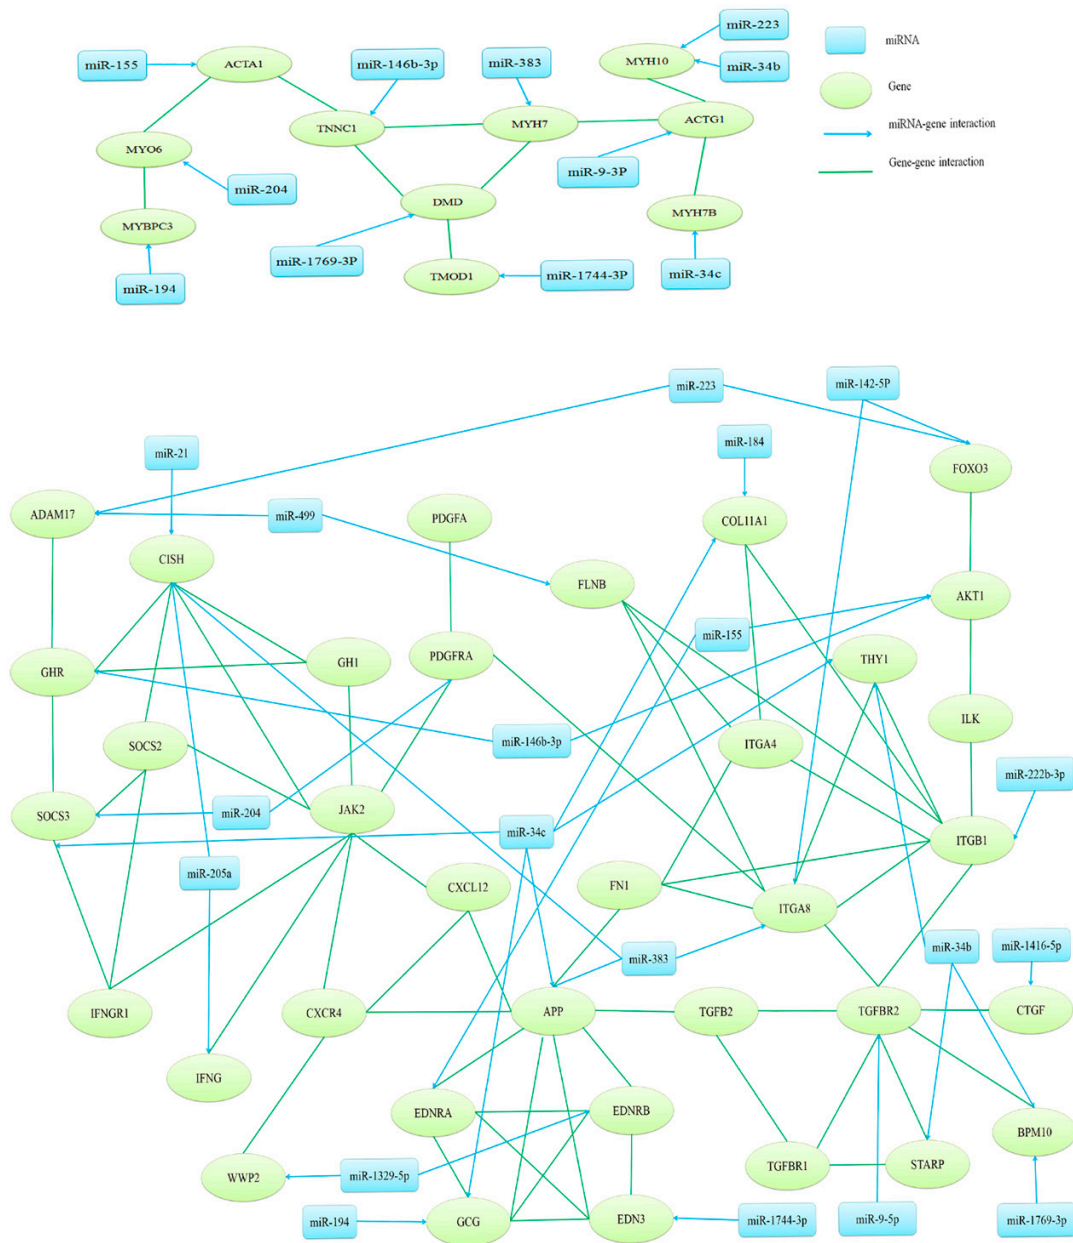 miR-223
miRNA
miR-155
ACTA1
miR-146b-3p
miR-383
MYH10
miR-34b
Gene
TNNC1
MYH7
ACTG1
miRNA-gene interaction
MYO6
miR-9-3P
Gene-gene interaction
miR-204
DMD
MYBPC3
MYH7B
miR-1769-3P
TMOD1
miR-1744-3P
miR-34c
miR-194
miR-223
miR-142-5P
miR-21
miR-184
FOXO3
ADAM17
miR-499
PDGFA
COL11A1
CISH
FLNB
AKT1
miR-155
GHR
GH1
PDGFRA
THY1
ILK
SOCS2
miR-146b-3p
ITGA4
miR-222b-3p
SOCS3
miR-204
JAK2
miR-34c
ITGB1
miR-205a
CXCL12
FN1
ITGA8
miR-383
miR-34b
miR-1416-5p
IFNGR1
CXCR4
APP
TGFB2
TGFBR2
CTGF
IFNG
EDNRA
EDNRB
BPM10
WWP2
miR-1329-5p
TGFBR1
STARP
miR-194
GCG
EDN3
miR-1744-3p
miR-9-5p
miR-1769-3p